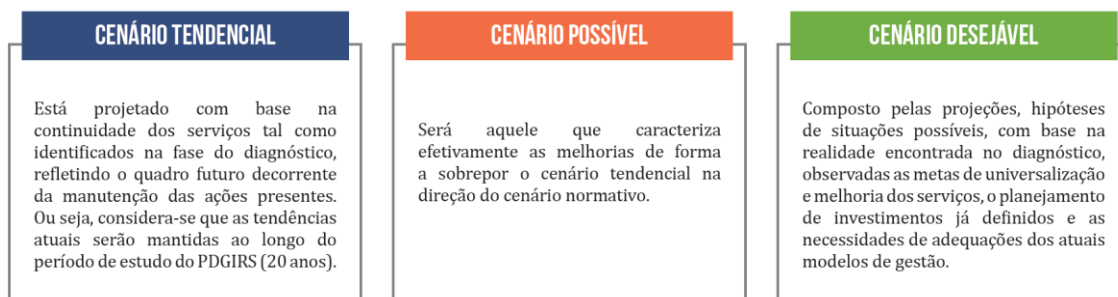 CENÁRIO TENDENCIAL
Está projetado com base na
continuidade dos serviços tal como
identificados na fase do diagnóstico,
refletindo o quadro futuro decorrente
da manutenção das ações presentes.
Ou seja, considera-se que as tendências
atuais serão mantidas ao longo do
período de estudo do PDGIRS (20 anos).
CENÁRIO POSSÍVEL
Será aquele que caracteriza
efetivamente as melhorias de forma
a sobrepor o cenário tendencial na
direção do cenário normativo.
CENÁRIO DESEJÁVEL
Composto pelas projeções, hipóteses
de situações possíveis, com base na
realidade encontrada no diagnóstico,
observadas as metas de universalização
e melhoria dos serviços, o planejamento
de investimentos já definidos e as
necessidades de adequações dos atuais
modelos de gestão.